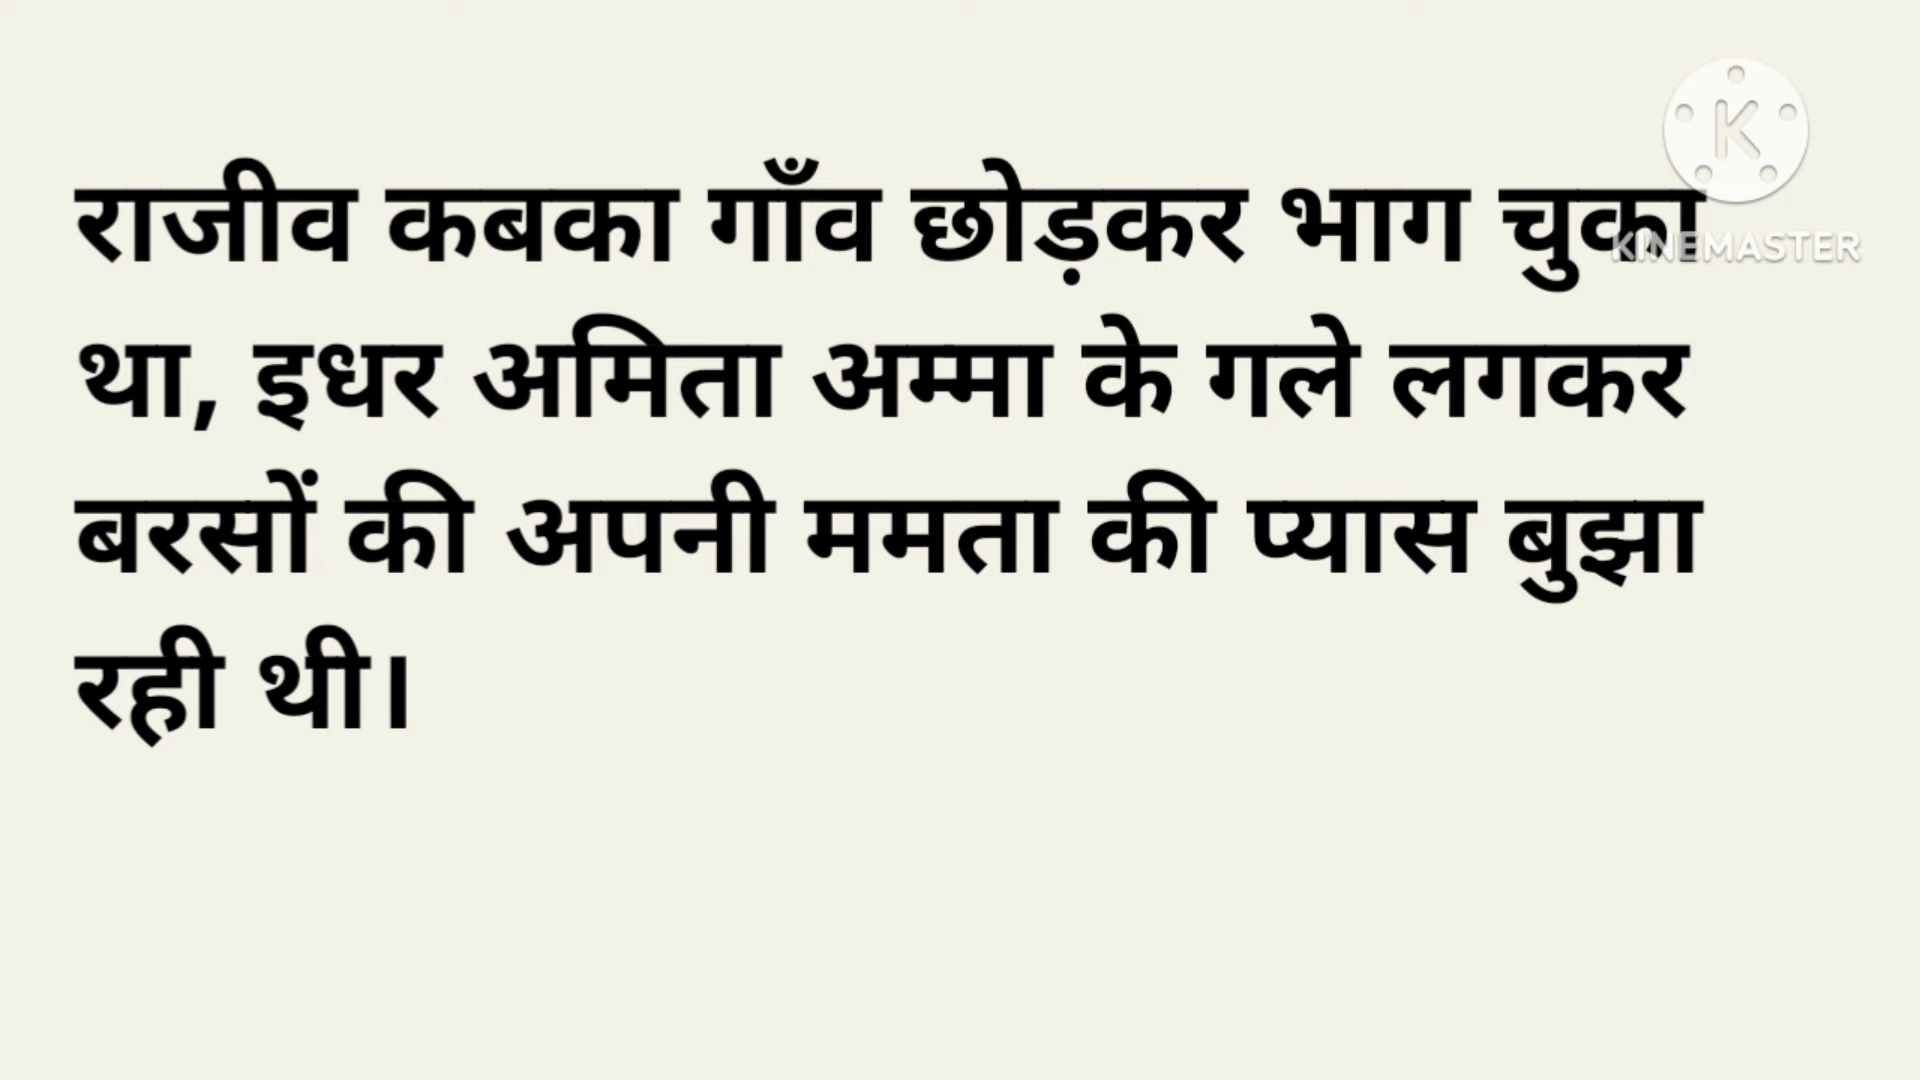 राजीव कबका गाँव छोड़कर भाग चुका
था, इधर अमिता अम्मा के गले लगकर
बरसों की अपनी ममता की प्यास बुझा
रही थी।
K
KINEMASTER